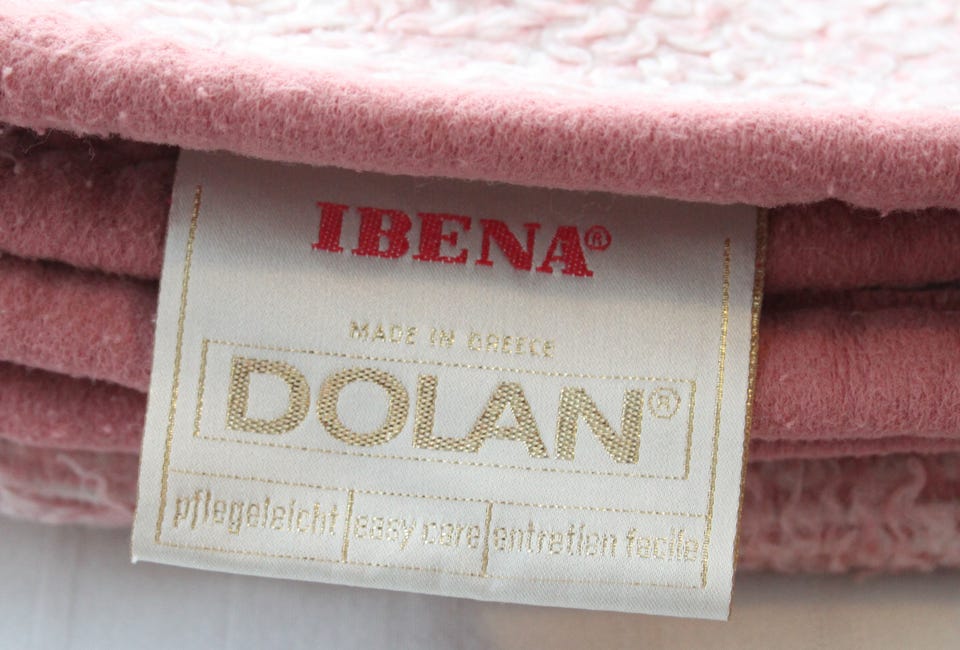 IBENA®
MADE IN GREECE
DOLAN®
pflegeleicht easy care entretien facile